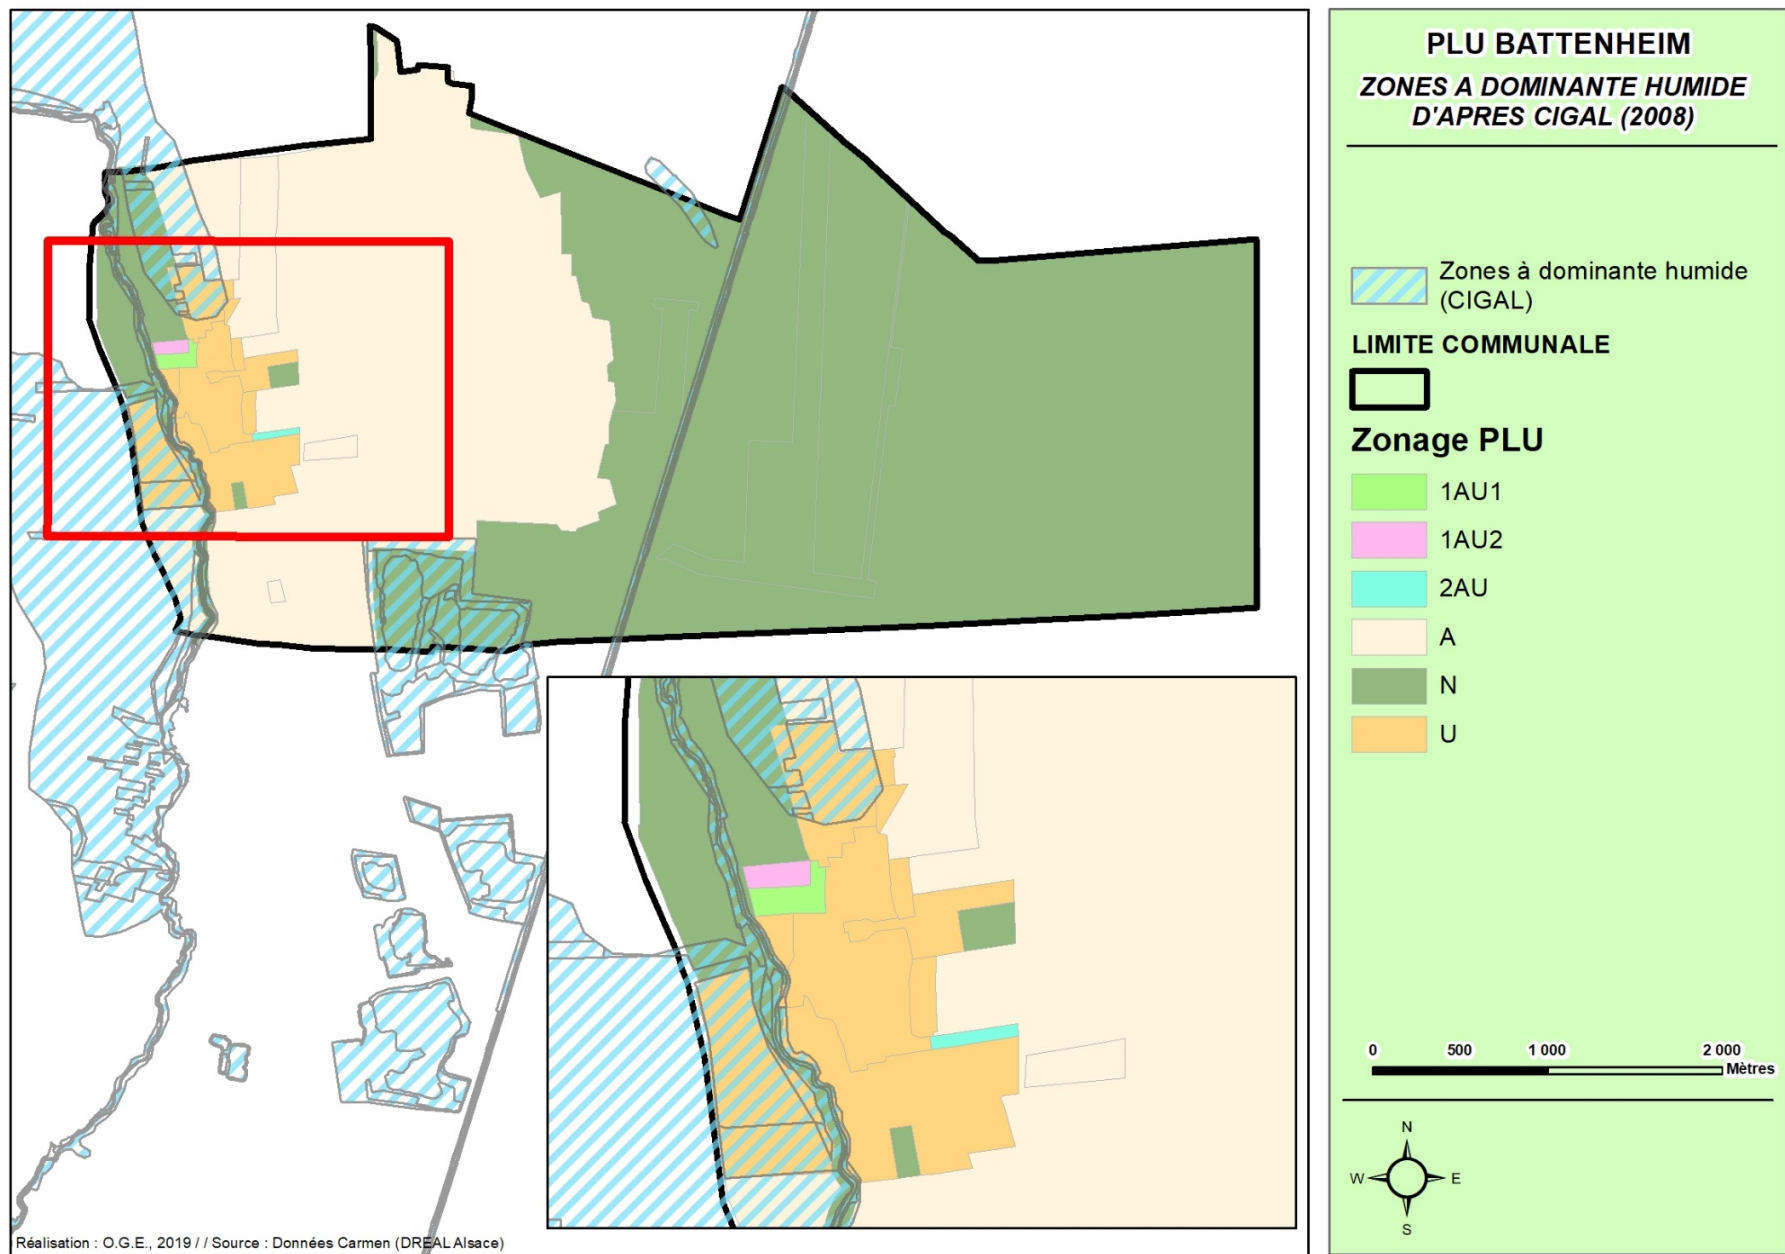 PLU BATTENHEIM
ZONES A DOMINANTE HUMIDE
D'APRES CIGAL (2008)
Zones à dominante humide
(CIGAL)
LIMITE COMMUNALE
Zonage PLU
1AU1
1AU2
2AU
A
N
U
0 500 1 000 2 000
Mètres
N
W E
S
Réalisation : O.G.E., 2019 / / Source : Données Carmen (DREAL Alsace)